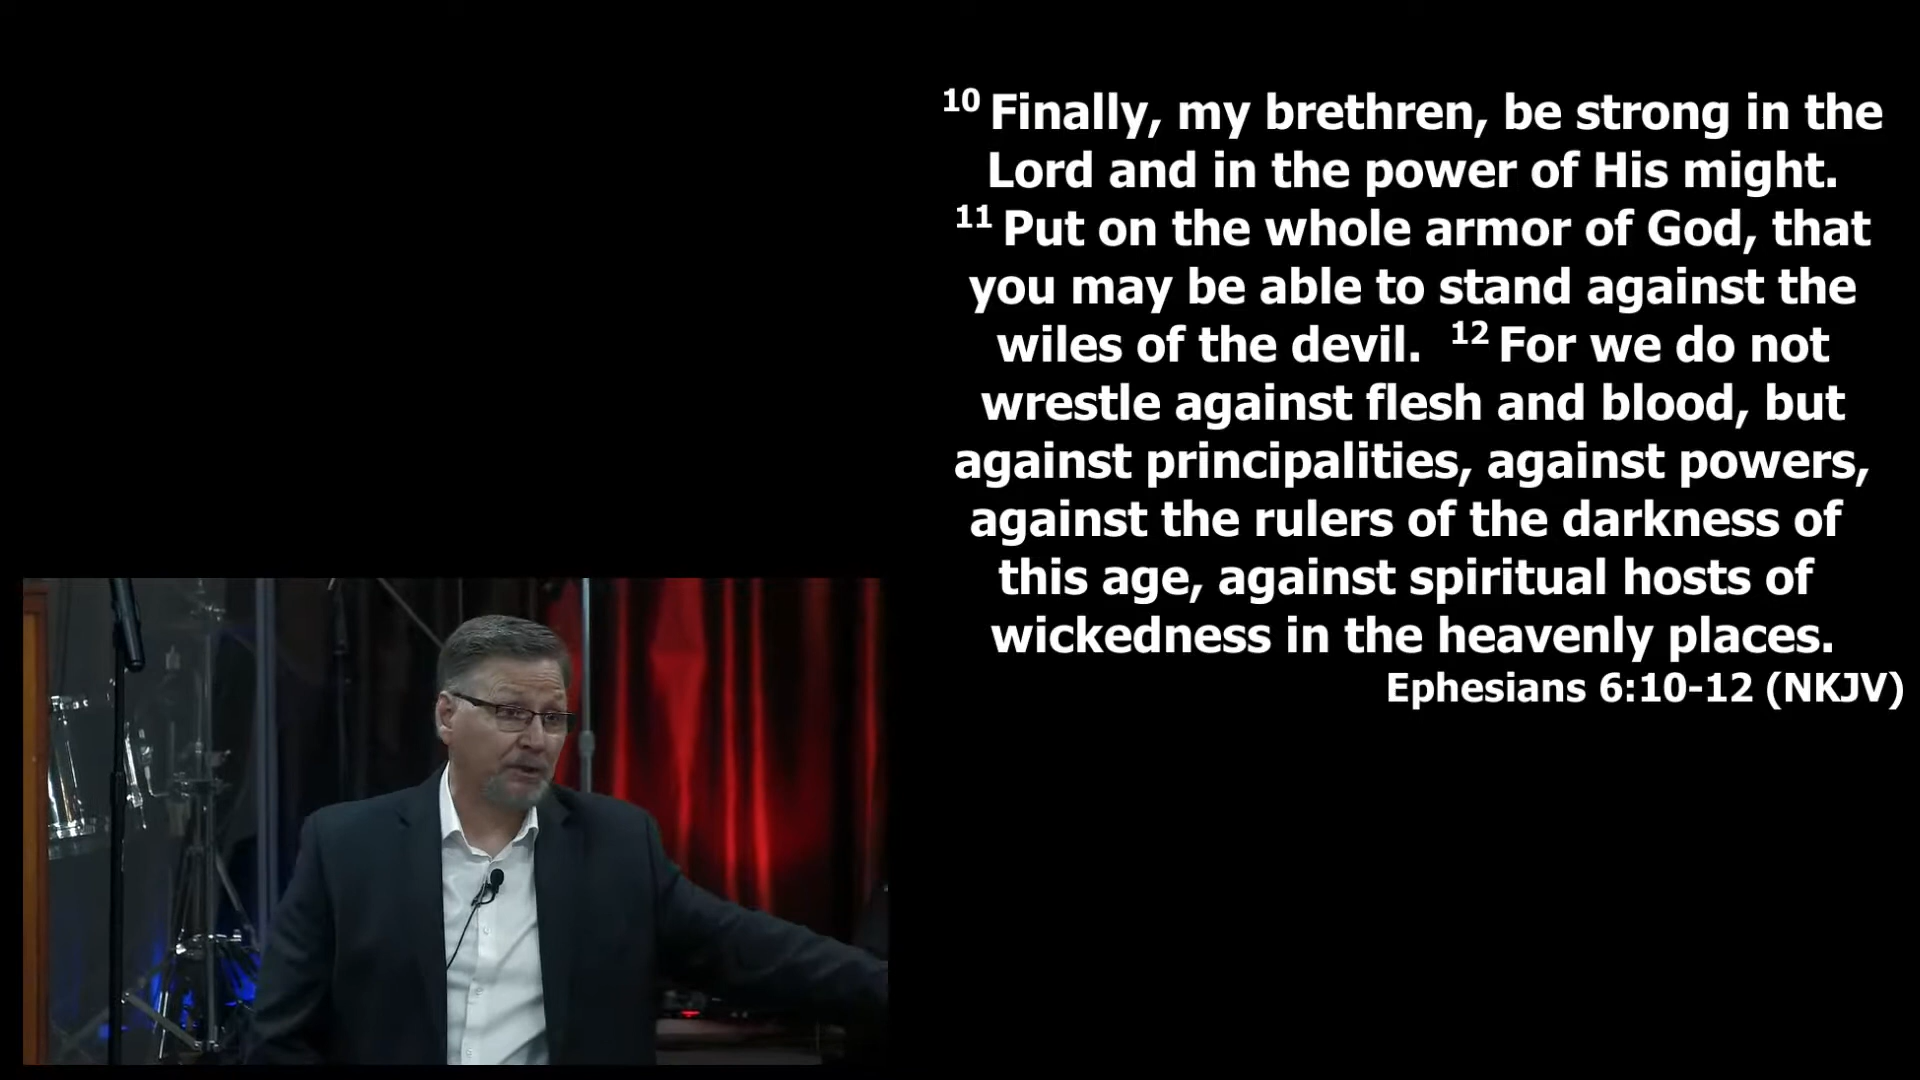 10 Finally, my brethren, be strong in the
Lord and in the power of His might.
11 Put on the whole armor of God, that
you may be able to stand against the
wiles of the devil. 12 For we do not
wrestle against flesh and blood, but
against principalities, against powers,
against the rulers of the darkness of
this age, against spiritual hosts of
wickedness in the heavenly places.
Ephesians 6:10-12 (NKJV)